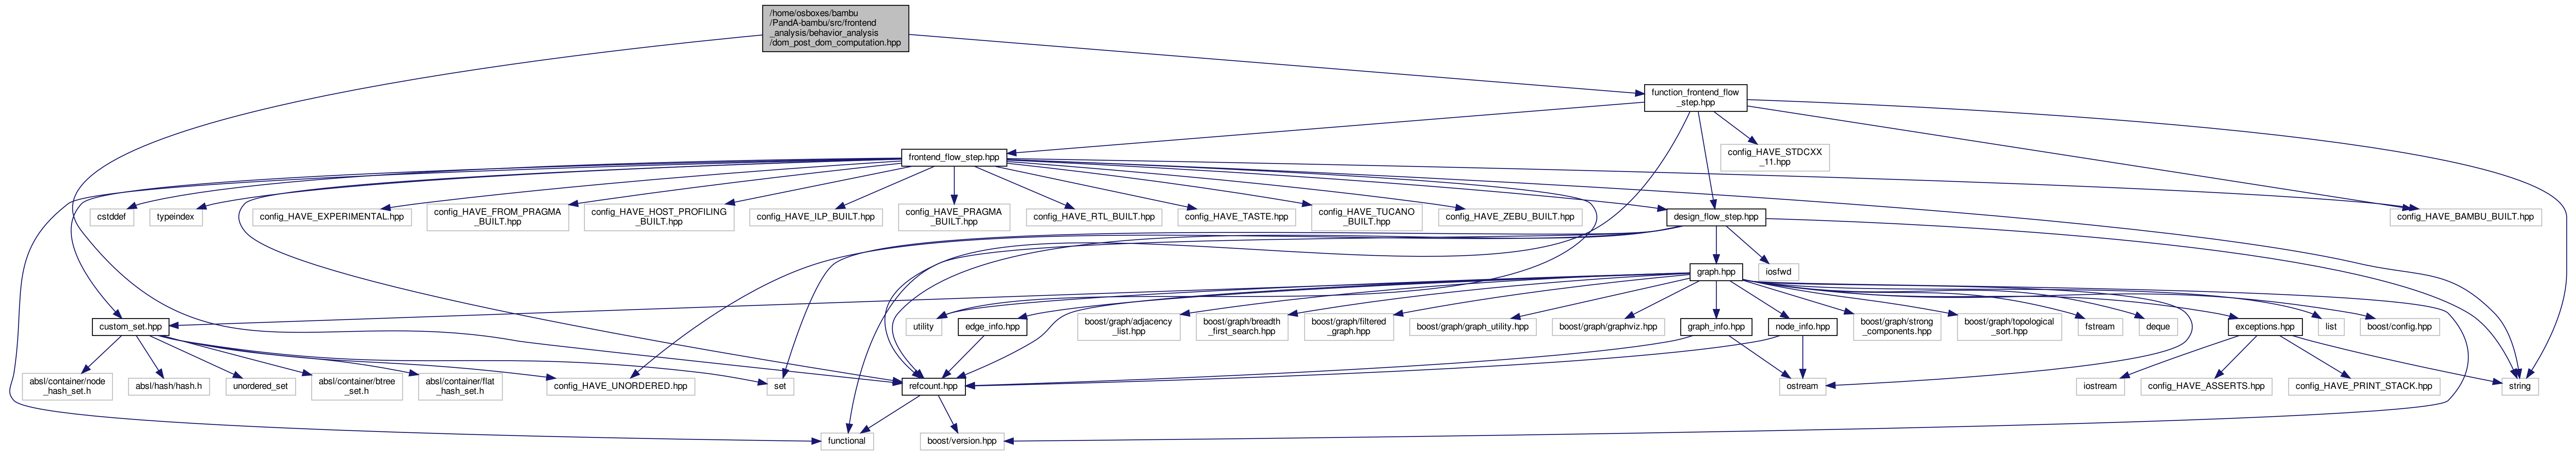 /home/osboxes/bambu
/PandA-bambu/src/frontend
_analysis/behavior_analysis
/dom_post_dom_computation.hpp
function_frontend_flow
_step.hpp
frontend_flow_step.hpp
config_HAVE_STDCXX
_11.hpp
cstddef
typeindex
config_HAVE_EXPERIMENTAL.hpp
config_HAVE_FROM_PRAGMA
_BUILT.hpp
config_HAVE_HOST_PROFILING
_BUILT.hpp
config_HAVE_ILP_BUILT.hpp
config_HAVE_PRAGMA
_BUILT.hpp
config_HAVE_RTL_BUILT.hpp
config_HAVE_TASTE.hpp
config_HAVE_TUCANO
_BUILT.hpp
config_HAVE_ZEBU_BUILT.hpp
design_flow_step.hpp
config_HAVE_BAMBU_BUILT.hpp
graph.hpp
iosfwd
custom_set.hpp
utility
edge_info.hpp
boost/graph/adjacency
_list.hpp
boost/graph/breadth
_first_search.hpp
boost/graph/filtered
_graph.hpp
boost/graph/graph_utility.hpp
boost/graph/graphviz.hpp
graph_info.hpp
node_info.hpp
boost/graph/strong
_components.hpp
boost/graph/topological
_sort.hpp
fstream
deque
exceptions.hpp
list
boost/config.hpp
absl/container/node
_hash_set.h
absl/hash/hash.h
unordered_set
absl/container/btree
_set.h
absl/container/flat
_hash_set.h
config_HAVE_UNORDERED.hpp
set
refcount.hpp
ostream
iostream
config_HAVE_ASSERTS.hpp
config_HAVE_PRINT_STACK.hpp
string
functional
boost/version.hpp